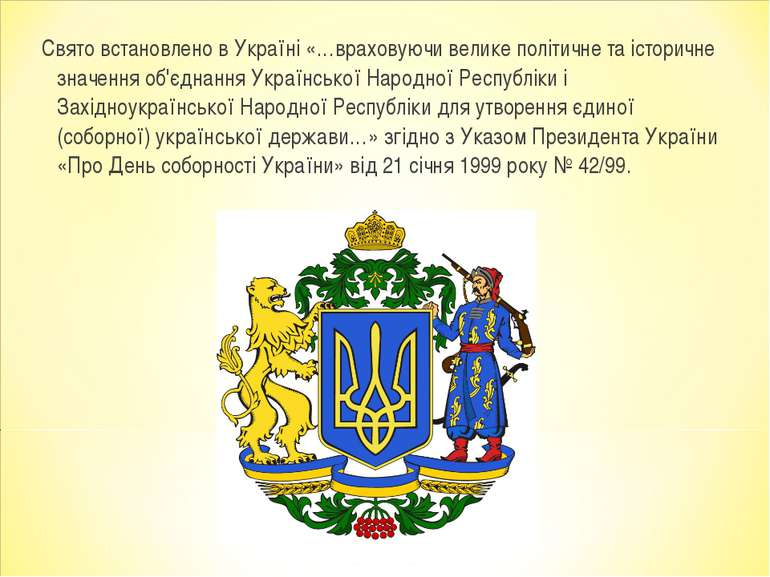 Свято встановлено в Україні «…враховуючи велике політичне та історичне
значення об'єднання Української Народної Республіки і
Західноукраїнської Народної Республіки для утворення єдиної
(соборної) української держави…» згідно з Указом Президента України
«Про День соборності України» від 21 січня 1999 року № 42/99.